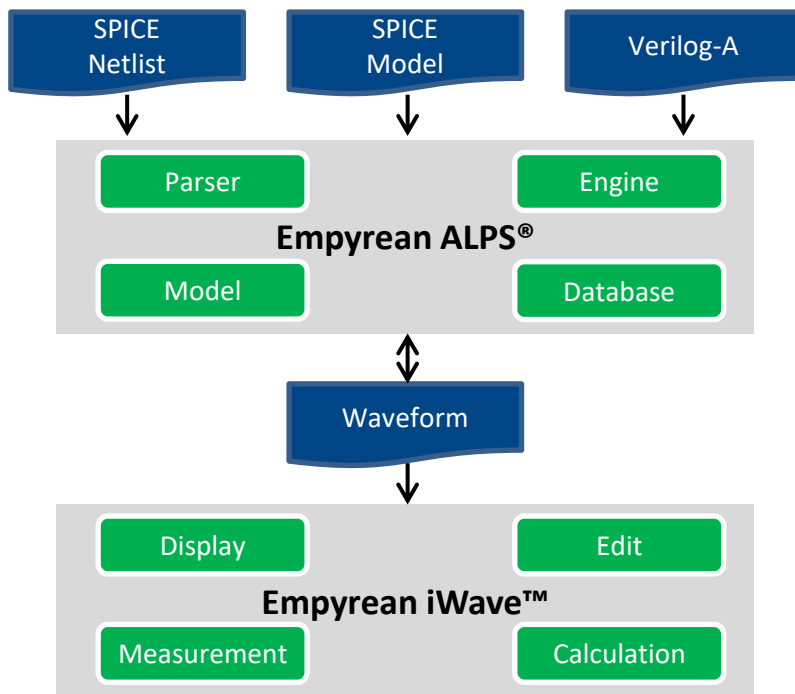 SPICE
Netlist
SPICE
Model
Verilog-A
Parser
Engine
Empyrean ALPS®
Model
Database
Waveform
Display
Edit
Empyrean iWave™
Measurement
Calculation